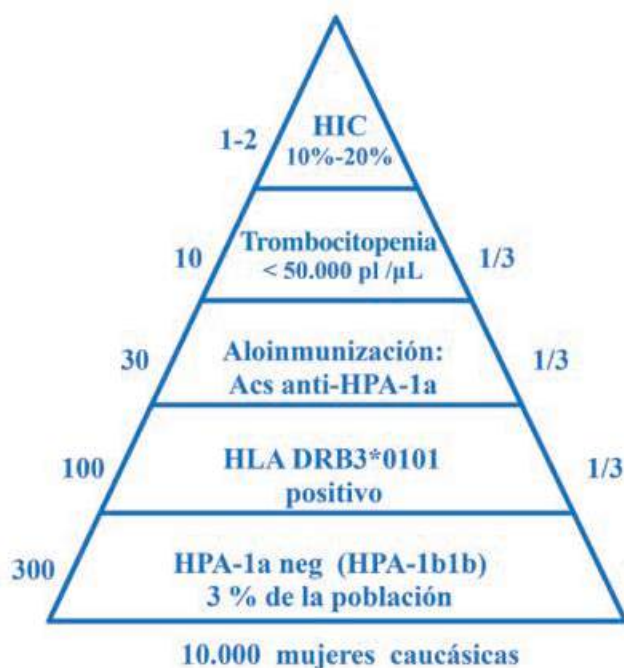 HIC
1-2
10%-20%
Trombocitopenia
10
< 50.000 pl /µL
1/3
Aloinmunización:
30
1/3
Acs anti-HPA-1a
HLA DRB3*0101
100
1/3
positivo
300
HPA-1a neg (HPA-1b1b)
3 % de la población
10.000 mujeres caucásicas